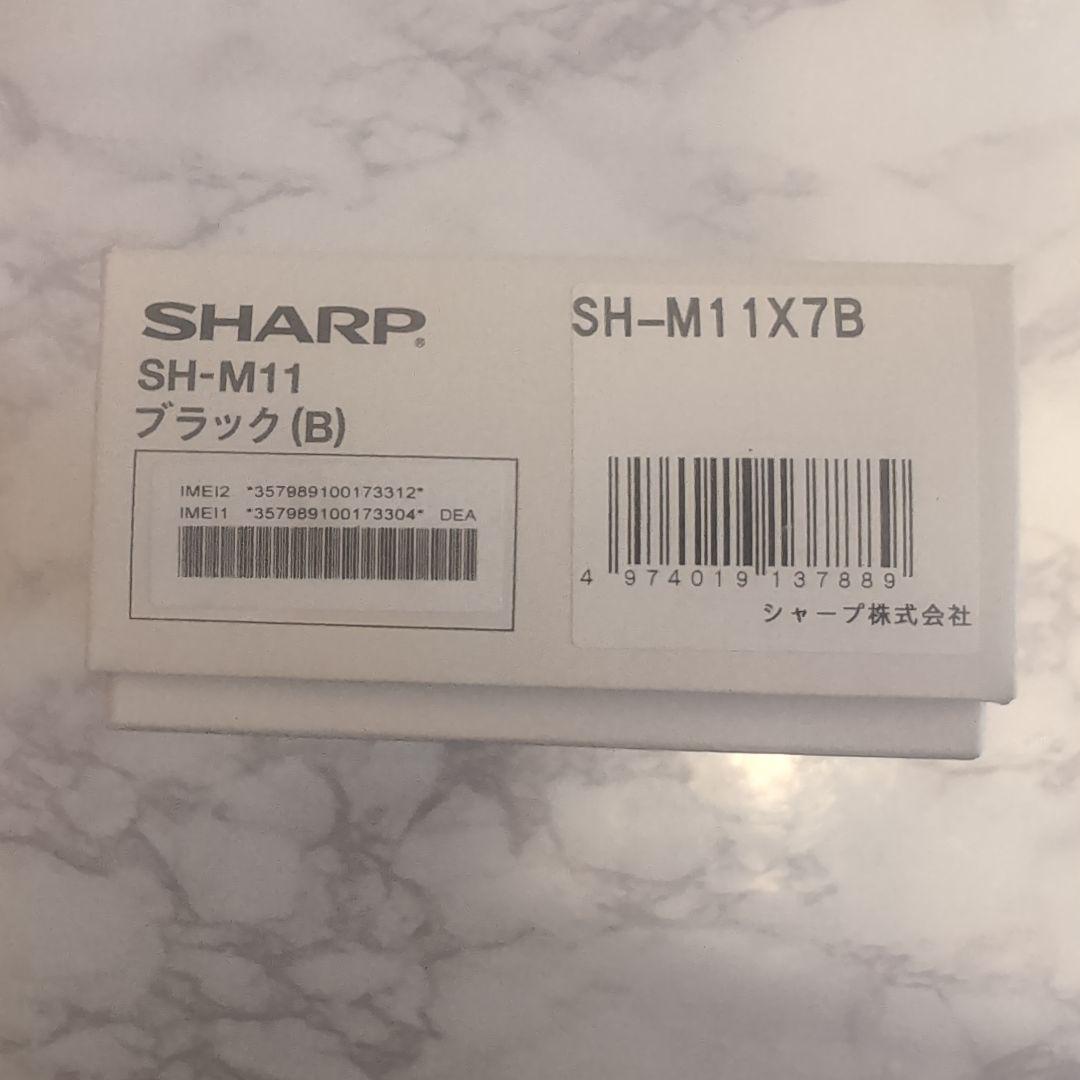 SHARP®
SH-M11
ブラック(B)
IMEI2 *357989100173312*
IMEI1 *357989100173304* DEA
SH-M11X7B
4 974019 137889
シャープ株式会社